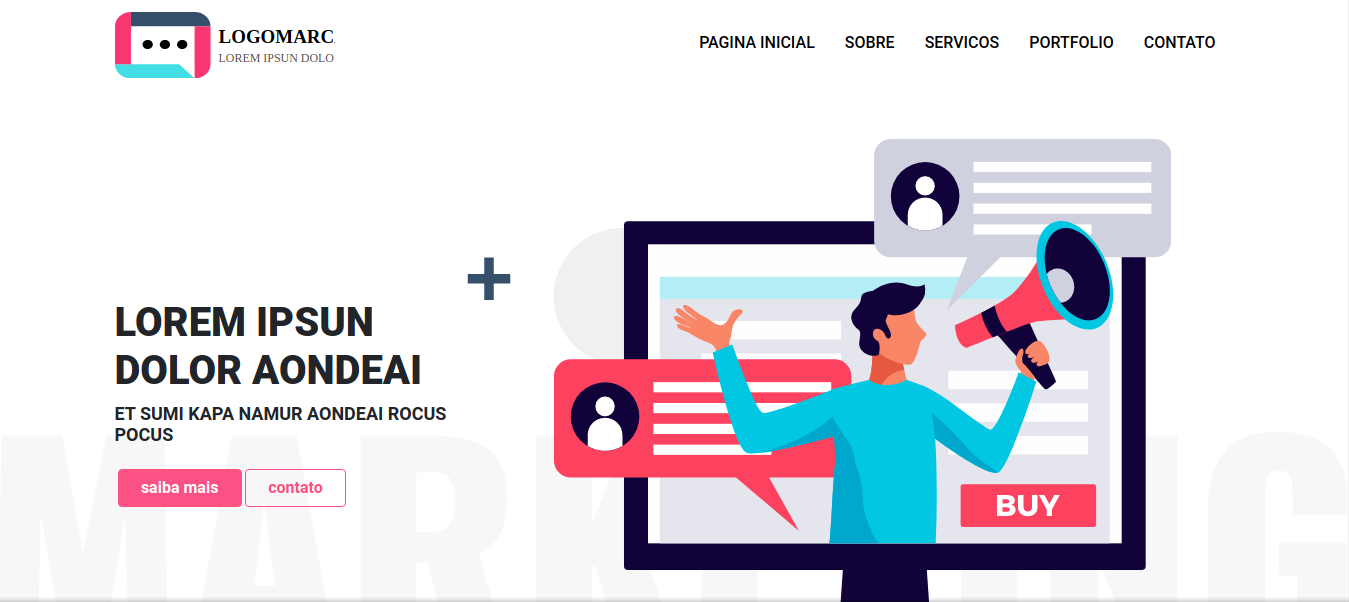 LOGOMARC
LOREM IPSUN DOLO
PAGINA INICIAL
SOBRE
SERVICOS
PORTFOLIO
CONTATO
LOREM IPSUN
DOLOR AONDEAI
ET SUMI KAPA NAMUR AONDEAI ROCUS
POCUS
saiba mais
contato
BUY
MARKETING